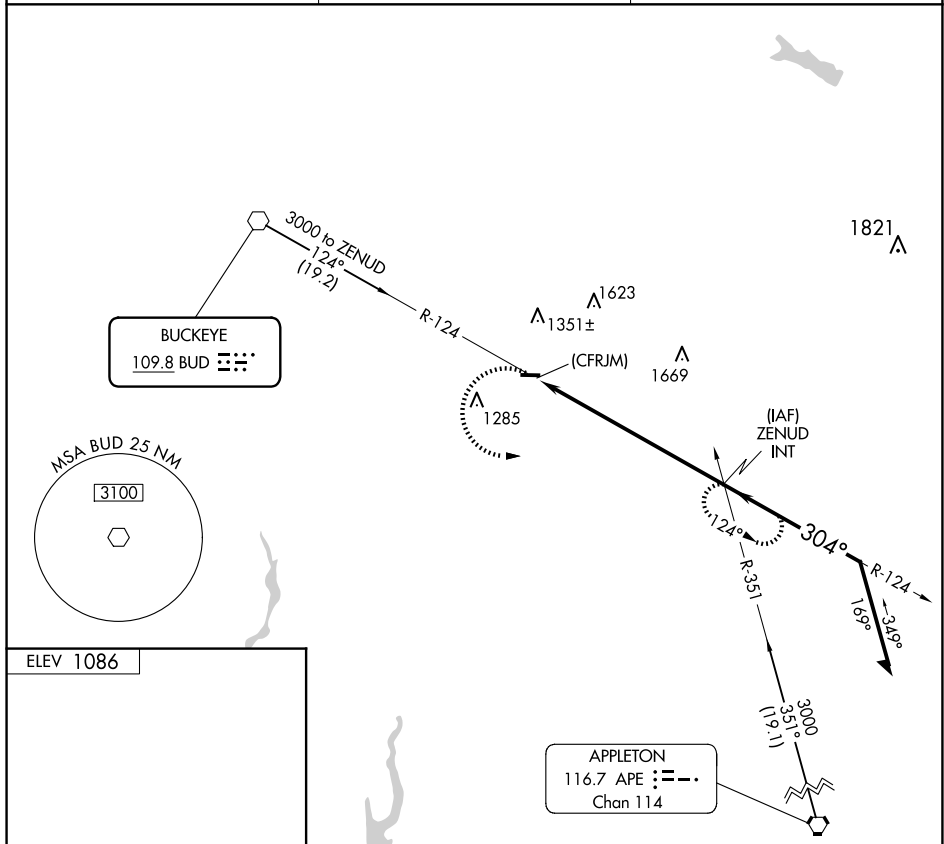 1821
3000 to ZENUD
124°
(19.2)
R-124
1623
1351±
BUCKEYE
109.8 BUD
(CFRJM)
1669
1285
(IAF)
ZENUD
INT
MSA BUD 25 NM
3100
124°
304°
R-124
R-351
169°
349°
ELEV 1086
3000
351°
(19.1)
APPLETON
116.7 APE
Chan 114